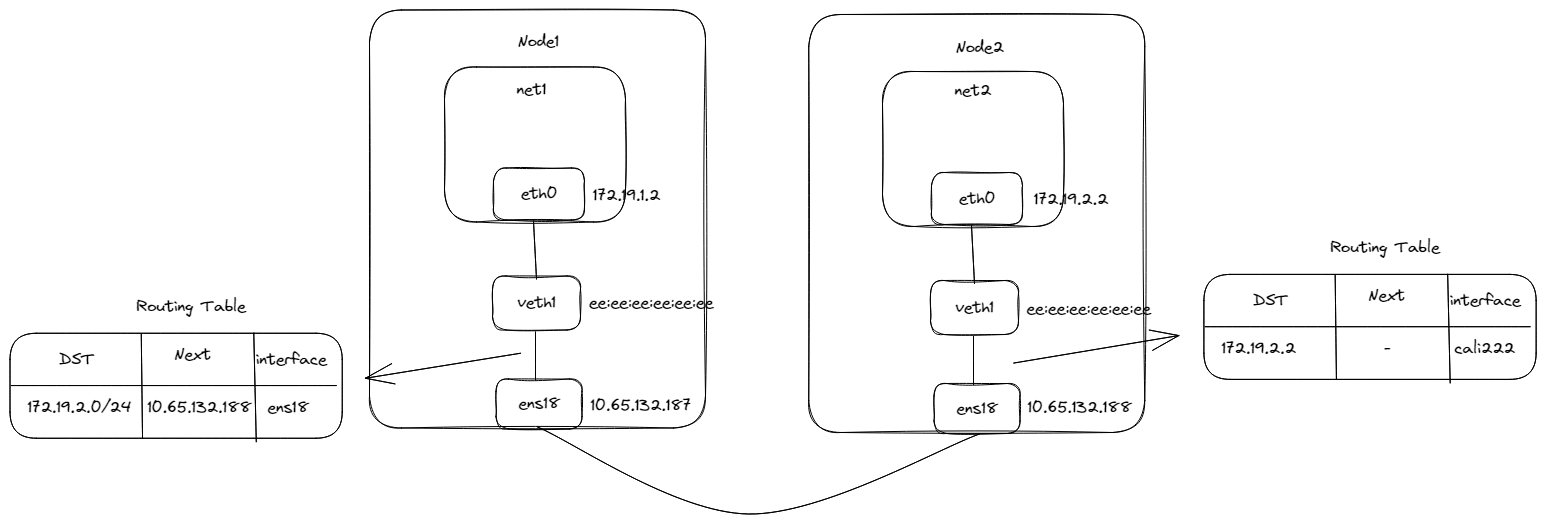 Node1
net1
eth0 172.19.1.2
veth1 ee:ee:ee:ee:ee:ee
ens18 10.65.132.187
Routing Table
DST Next interface
172.19.2.0/24 10.65.132.188 ens18
Node2
net2
eth0 172.19.2.2
veth1 ee:ee:ee:ee:ee:ee
ens18 10.65.132.188
Routing Table
DST Next interface
172.19.2.2 - cali222